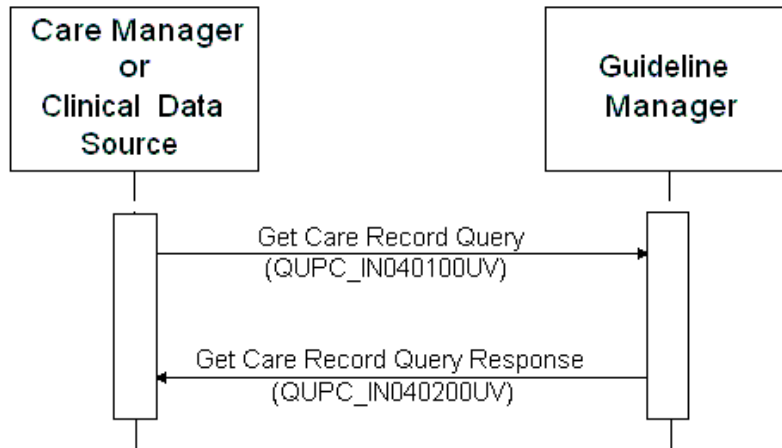 Care Manager
or
Clinical Data
Source
Guideline
Manager
Get Care Record Query
(QUPC_IN040100UV)
Get Care Record Query Response
(QUPC_IN040200UV)